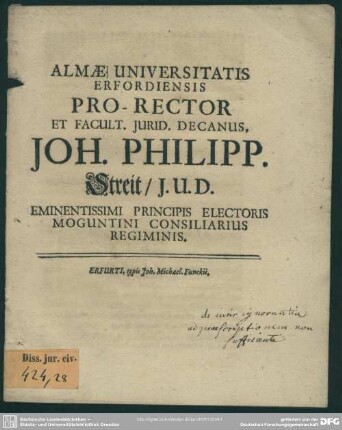 ALMÆ UNIVERSITATIS
ERFORDIENSIS
PRO-RECTOR
ET FACULT. JURID. DECANUS,
JOH. PHILIPP.
Streit / J.U.D.
EMINENTISSIMI PRINCIPIS ELECTORIS
MOGUNTINI CONSILIARIUS
REGIMINIS.
ERFURTI, typis Joh. Michael. Funckii.
de iuris ignorantia
ad praescriptionem non
sufficiente
Diss. jur. civ.
424,28